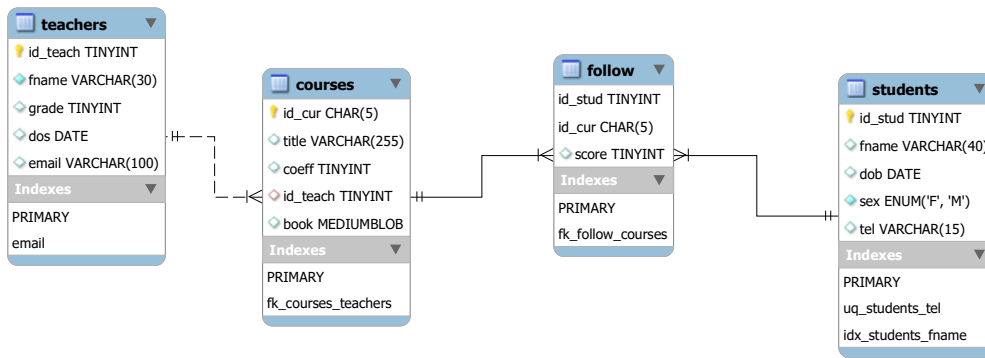 teachers
id_teach TINYINT
fname VARCHAR(30)
grade TINYINT
dos DATE
email VARCHAR(100)
Indexes
PRIMARY
email
courses
id_cur CHAR(5)
title VARCHAR(255)
coeff TINYINT
id_teach TINYINT
book MEDIUMBLOB
Indexes
PRIMARY
fk_courses_teachers
follow
id_stud TINYINT
id_cur CHAR(5)
score TINYINT
Indexes
PRIMARY
fk_follow_courses
students
id_stud TINYINT
fname VARCHAR(40)
dob DATE
sex ENUM('F', 'M')
tel VARCHAR(15)
Indexes
PRIMARY
uq_students_tel
idx_students_fname